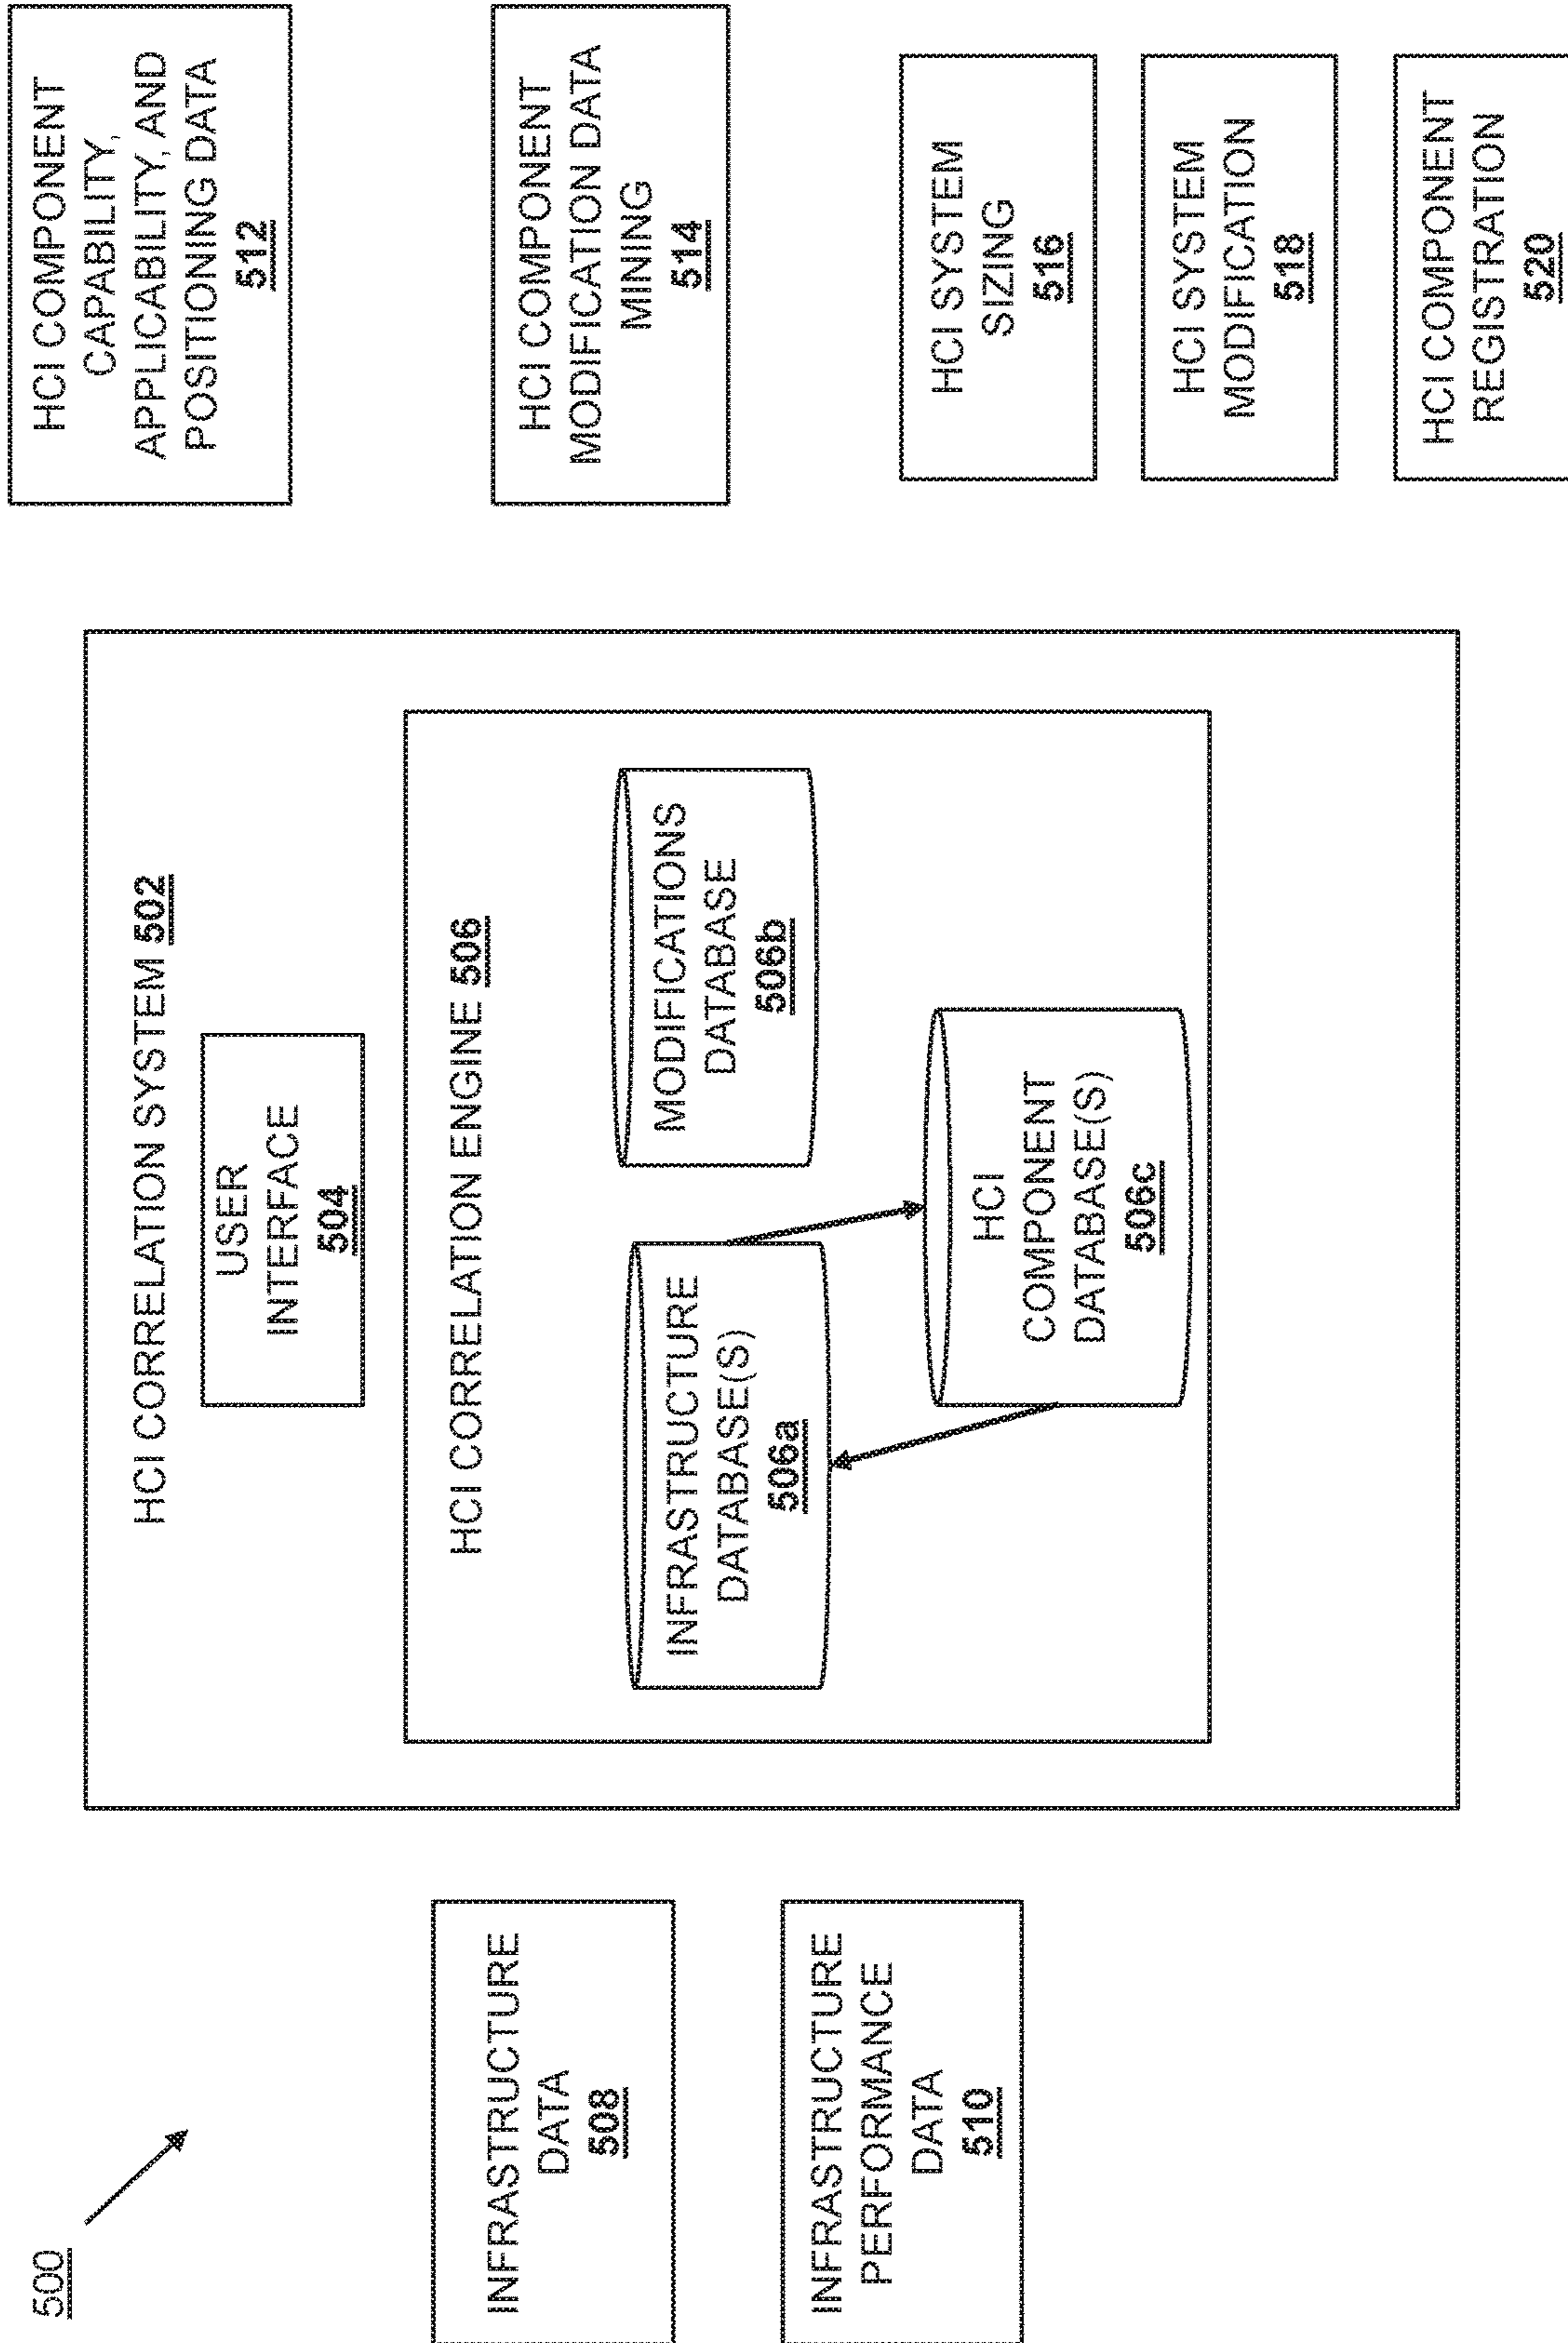 500
INFRASTRUCTURE
DATA
508
INFRASTRUCTURE
PERFORMANCE
DATA
510
HCI CORRELATION SYSTEM 502
USER
INTERFACE
504
HCI CORRELATION ENGINE 506
INFRASTRUCTURE
DATABASE(S)
506a
MODIFICATIONS
DATABASE
506b
HCI
COMPONENT
DATABASE(S)
506c
HCI COMPONENT
CAPABILITY,
APPLICABILITY, AND
POSITIONING DATA
512
HCI COMPONENT
MODIFICATION DATA
MINING
514
HCI SYSTEM
SIZING
516
HCI SYSTEM
MODIFICATION
518
HCI COMPONENT
REGISTRATION
520